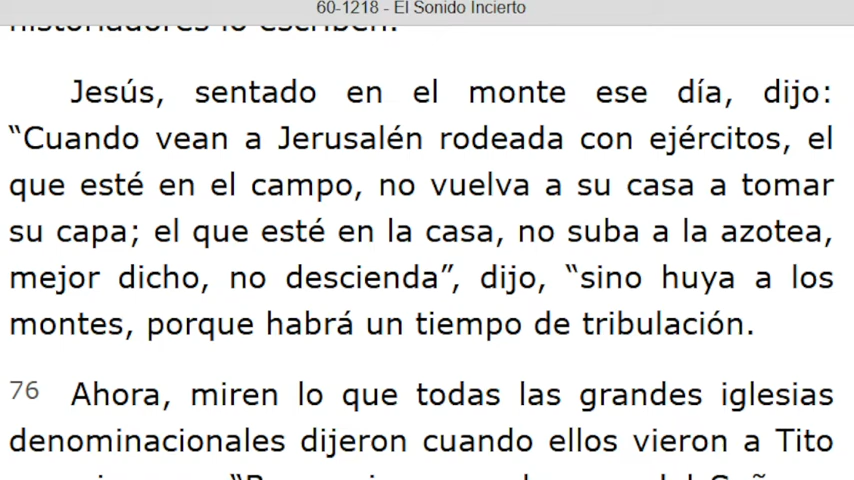 60-1218 - El Sonido Incierto
historiadores lo escriben.
Jesús, sentado en el monte ese día, dijo:
“Cuando vean a Jerusalén rodeada con ejércitos, el
que esté en el campo, no vuelva a su casa a tomar
su capa; el que esté en la casa, no suba a la azotea,
mejor dicho, no descienda”, dijo, “sino huya a los
montes, porque habrá un tiempo de tribulación.
76 Ahora, miren lo que todas las grandes iglesias
denominacionales dijeron cuando ellos vieron a Tito